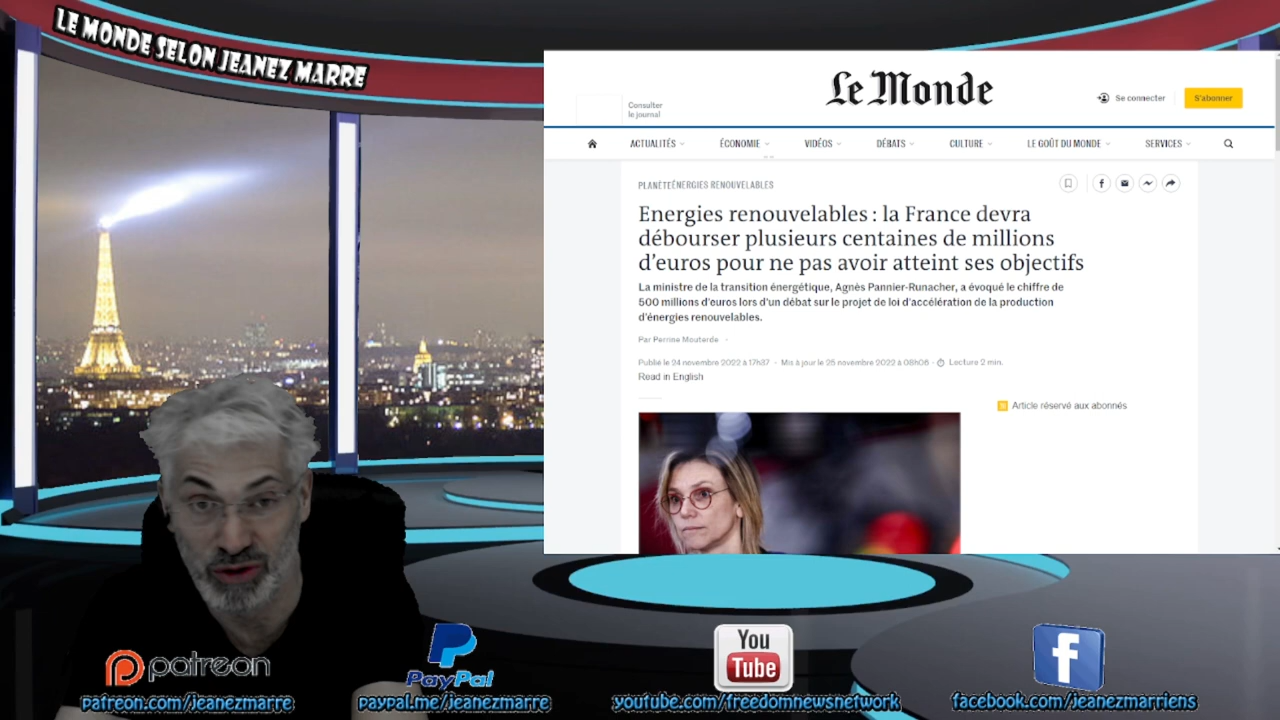 LE MONDE SELON JEANEZ MARRE
Le Monde
Consulter
le journal
Se connecter
S'abonner
ACTUALITÉS
ÉCONOMIE
VIDÉOS
DÉBATS
CULTURE
LE GOÛT DU MONDE
SERVICES
PLANÈTE ÉNERGIES RENOUVELABLES
Energies renouvelables : la France devra
débourser plusieurs centaines de millions
d'euros pour ne pas avoir atteint ses objectifs
La ministre de la transition énergétique, Agnès Pannier-Runacher, a évoqué le chiffre de
500 millions d'euros lors d'un débat sur le projet de loi d'accélération de la production
d'énergies renouvelables.
Par Perrine Mouterde
Publié le 24 novembre 2022 à 17h37 · Mis à jour le 25 novembre 2022 à 08h06 · Lecture 2 min.
Read in English
Article réservé aux abonnés
patreon
PayPal
You
Tube
f
patreon.com/jeanezmarre
paypal.me/jeanezmarre
youtube.com/freedomnewsnetwork
facebook.com/jeanezmarriens